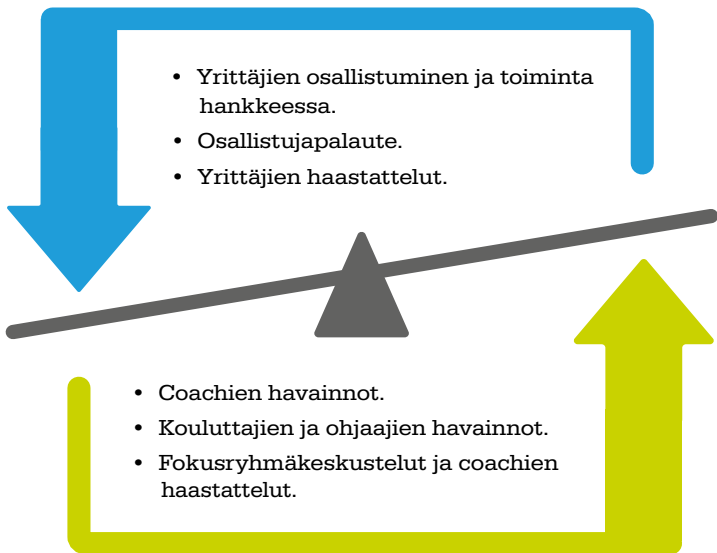 • Yrittäjien osallistuminen ja toiminta
hankkeessa.
• Osallistujapalaute.
• Yrittäjien haastattelut.
• Coachien havainnot.
• Kouluttajien ja ohjaajien havainnot.
• Fokusryhmäkeskustelut ja coachien
haastattelut.